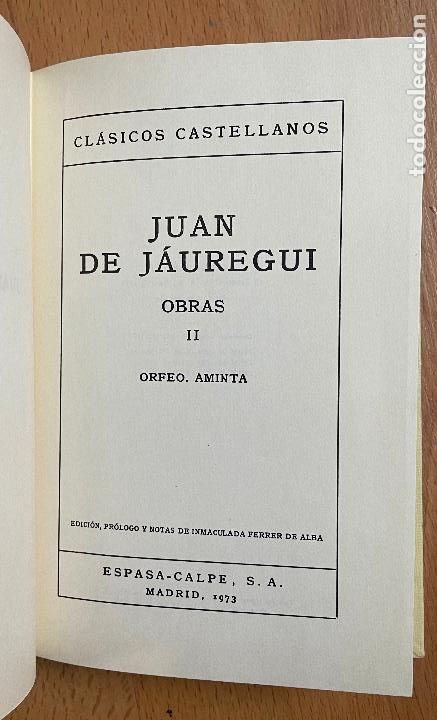 CLÁSICOS CASTELLANOS
JUAN
DE JÁUREGUI
OBRAS
II
ORFEO. AMINTA
EDICIÓN, PRÓLOGO Y NOTAS DE INMACULADA FERRER DE ALBA
ESPASA-CALPE, S. A.
MADRID, 1973
todocoleccion